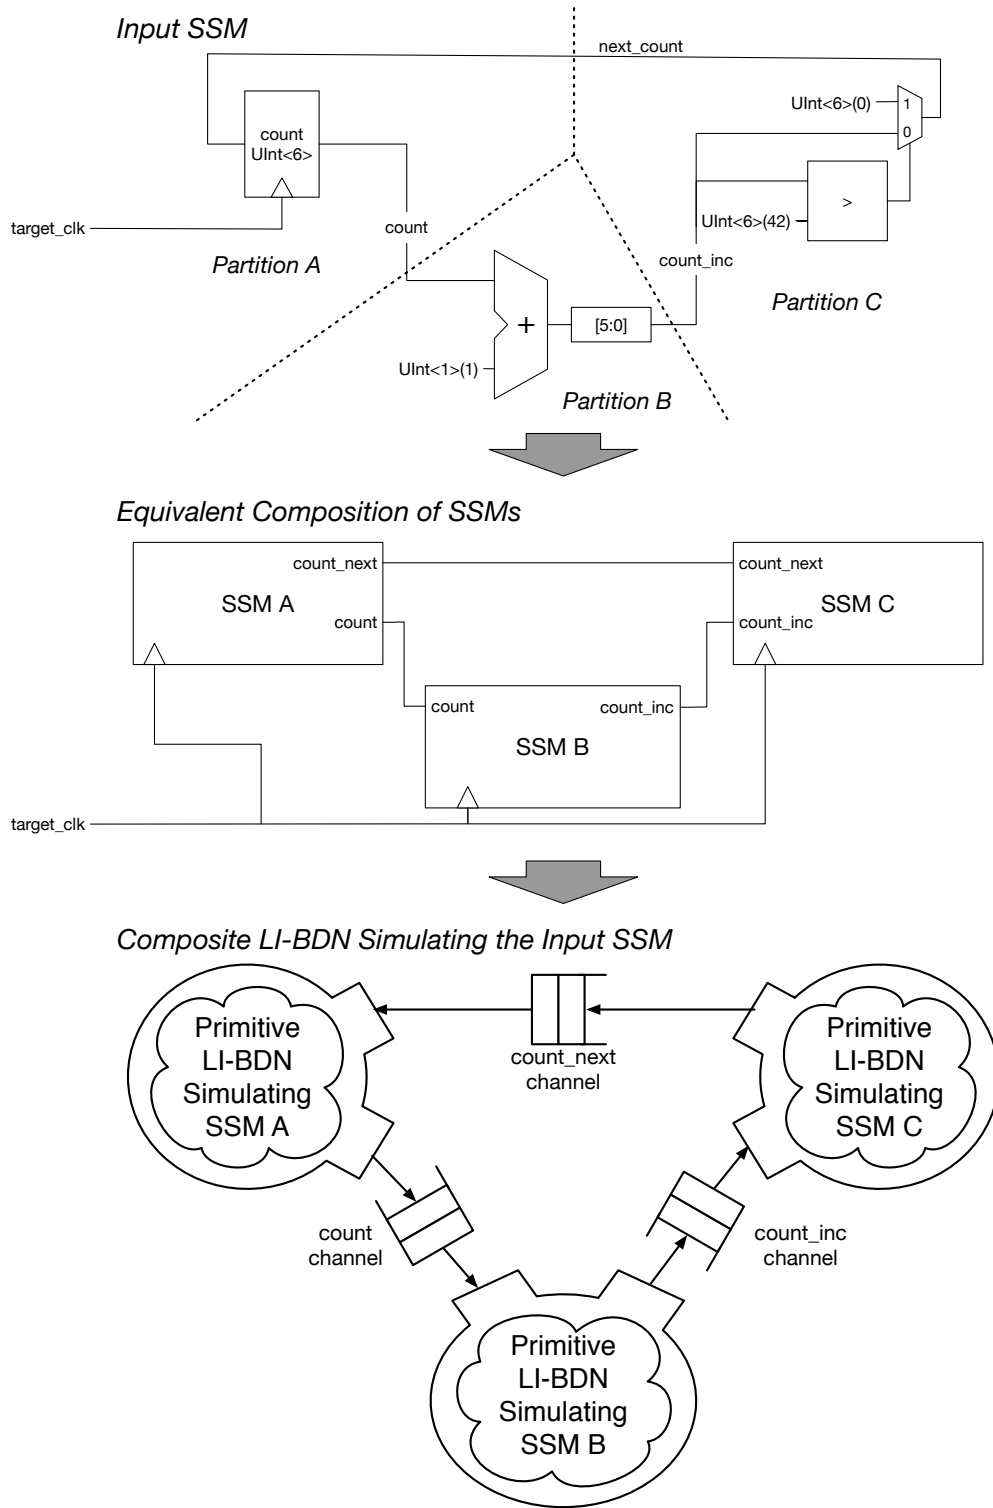 Input SSM
next_count
UInt<6>(0)
1
0
count
UInt<6>
>
target_clk
count
UInt<6>(42)
count_inc
Partition A
Partition C
+
[5:0]
UInt<1>(1)
Partition B
Equivalent Composition of SSMs
count_next
count_next
SSM A
SSM C
count
count_inc
count
count_inc
SSM B
target_clk
Composite LI-BDN Simulating the Input SSM
Primitive
LI-BDN
Simulating
SSM A
count_next
channel
Primitive
LI-BDN
Simulating
SSM C
count
channel
count_inc
channel
Primitive
LI-BDN
Simulating
SSM B